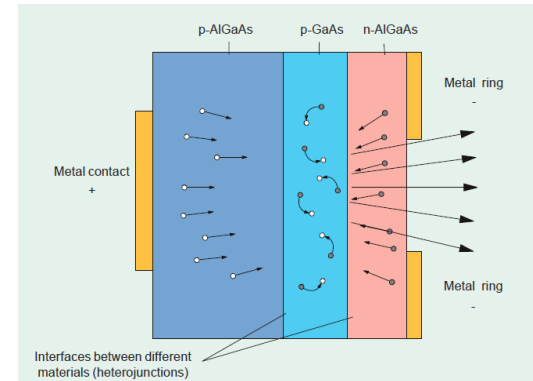 p-AlGaAs p-GaAs n-AlGaAs
Metal ring
-
Metal contact
+
Metal ring
-
Interfaces between different
materials (heterojunctions)